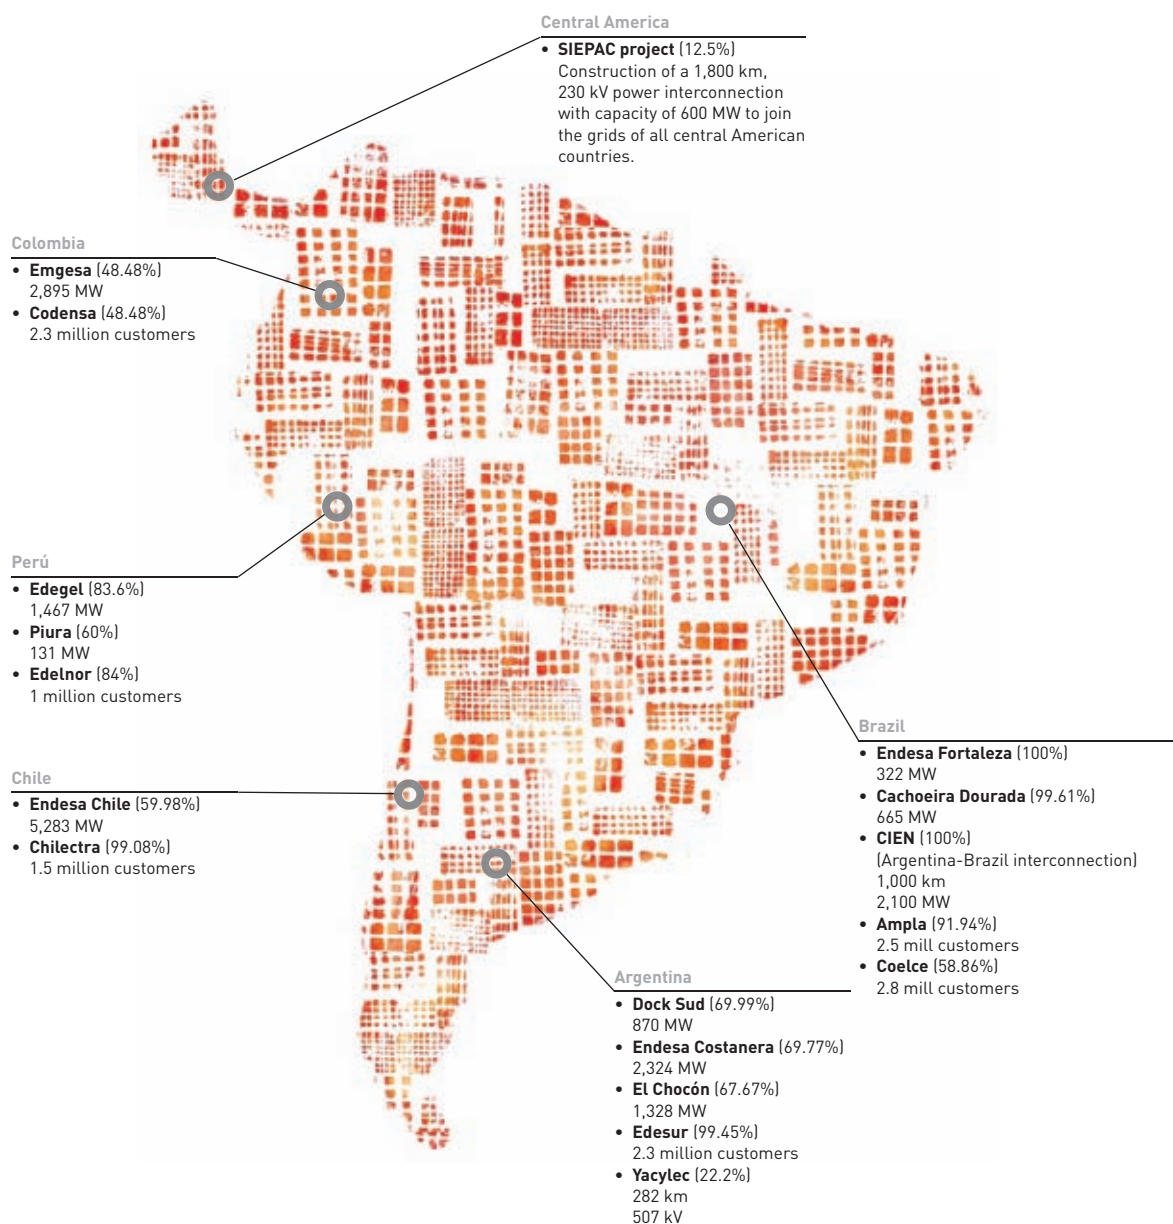 Central America
• SIEPAC project (12.5%)
Construction of a 1,800 km,
230 kV power interconnection
with capacity of 600 MW to join
the grids of all central American
countries.
Colombia
• Emgesa (48.48%)
2,895 MW
• Codensa (48.48%)
2.3 million customers
Perú
• Edegel (83.6%)
1,467 MW
• Piura (60%)
131 MW
• Edelnor (84%)
1 million customers
Chile
• Endesa Chile (59.98%)
5,283 MW
• Chilectra (99.08%)
1.5 million customers
Brazil
• Endesa Fortaleza (100%)
322 MW
• Cachoeira Dourada (99.61%)
665 MW
• CIEN (100%)
(Argentina-Brazil interconnection)
1,000 km
2,100 MW
• Ampla (91.94%)
2.5 mill customers
• Coelce (58.86%)
2.8 mill customers
Argentina
• Dock Sud (69.99%)
870 MW
• Endesa Costanera (69.77%)
2,324 MW
• El Chocón (67.67%)
1,328 MW
• Edesur (99.45%)
2.3 million customers
• Yacylec (22.2%)
282 km
507 kV